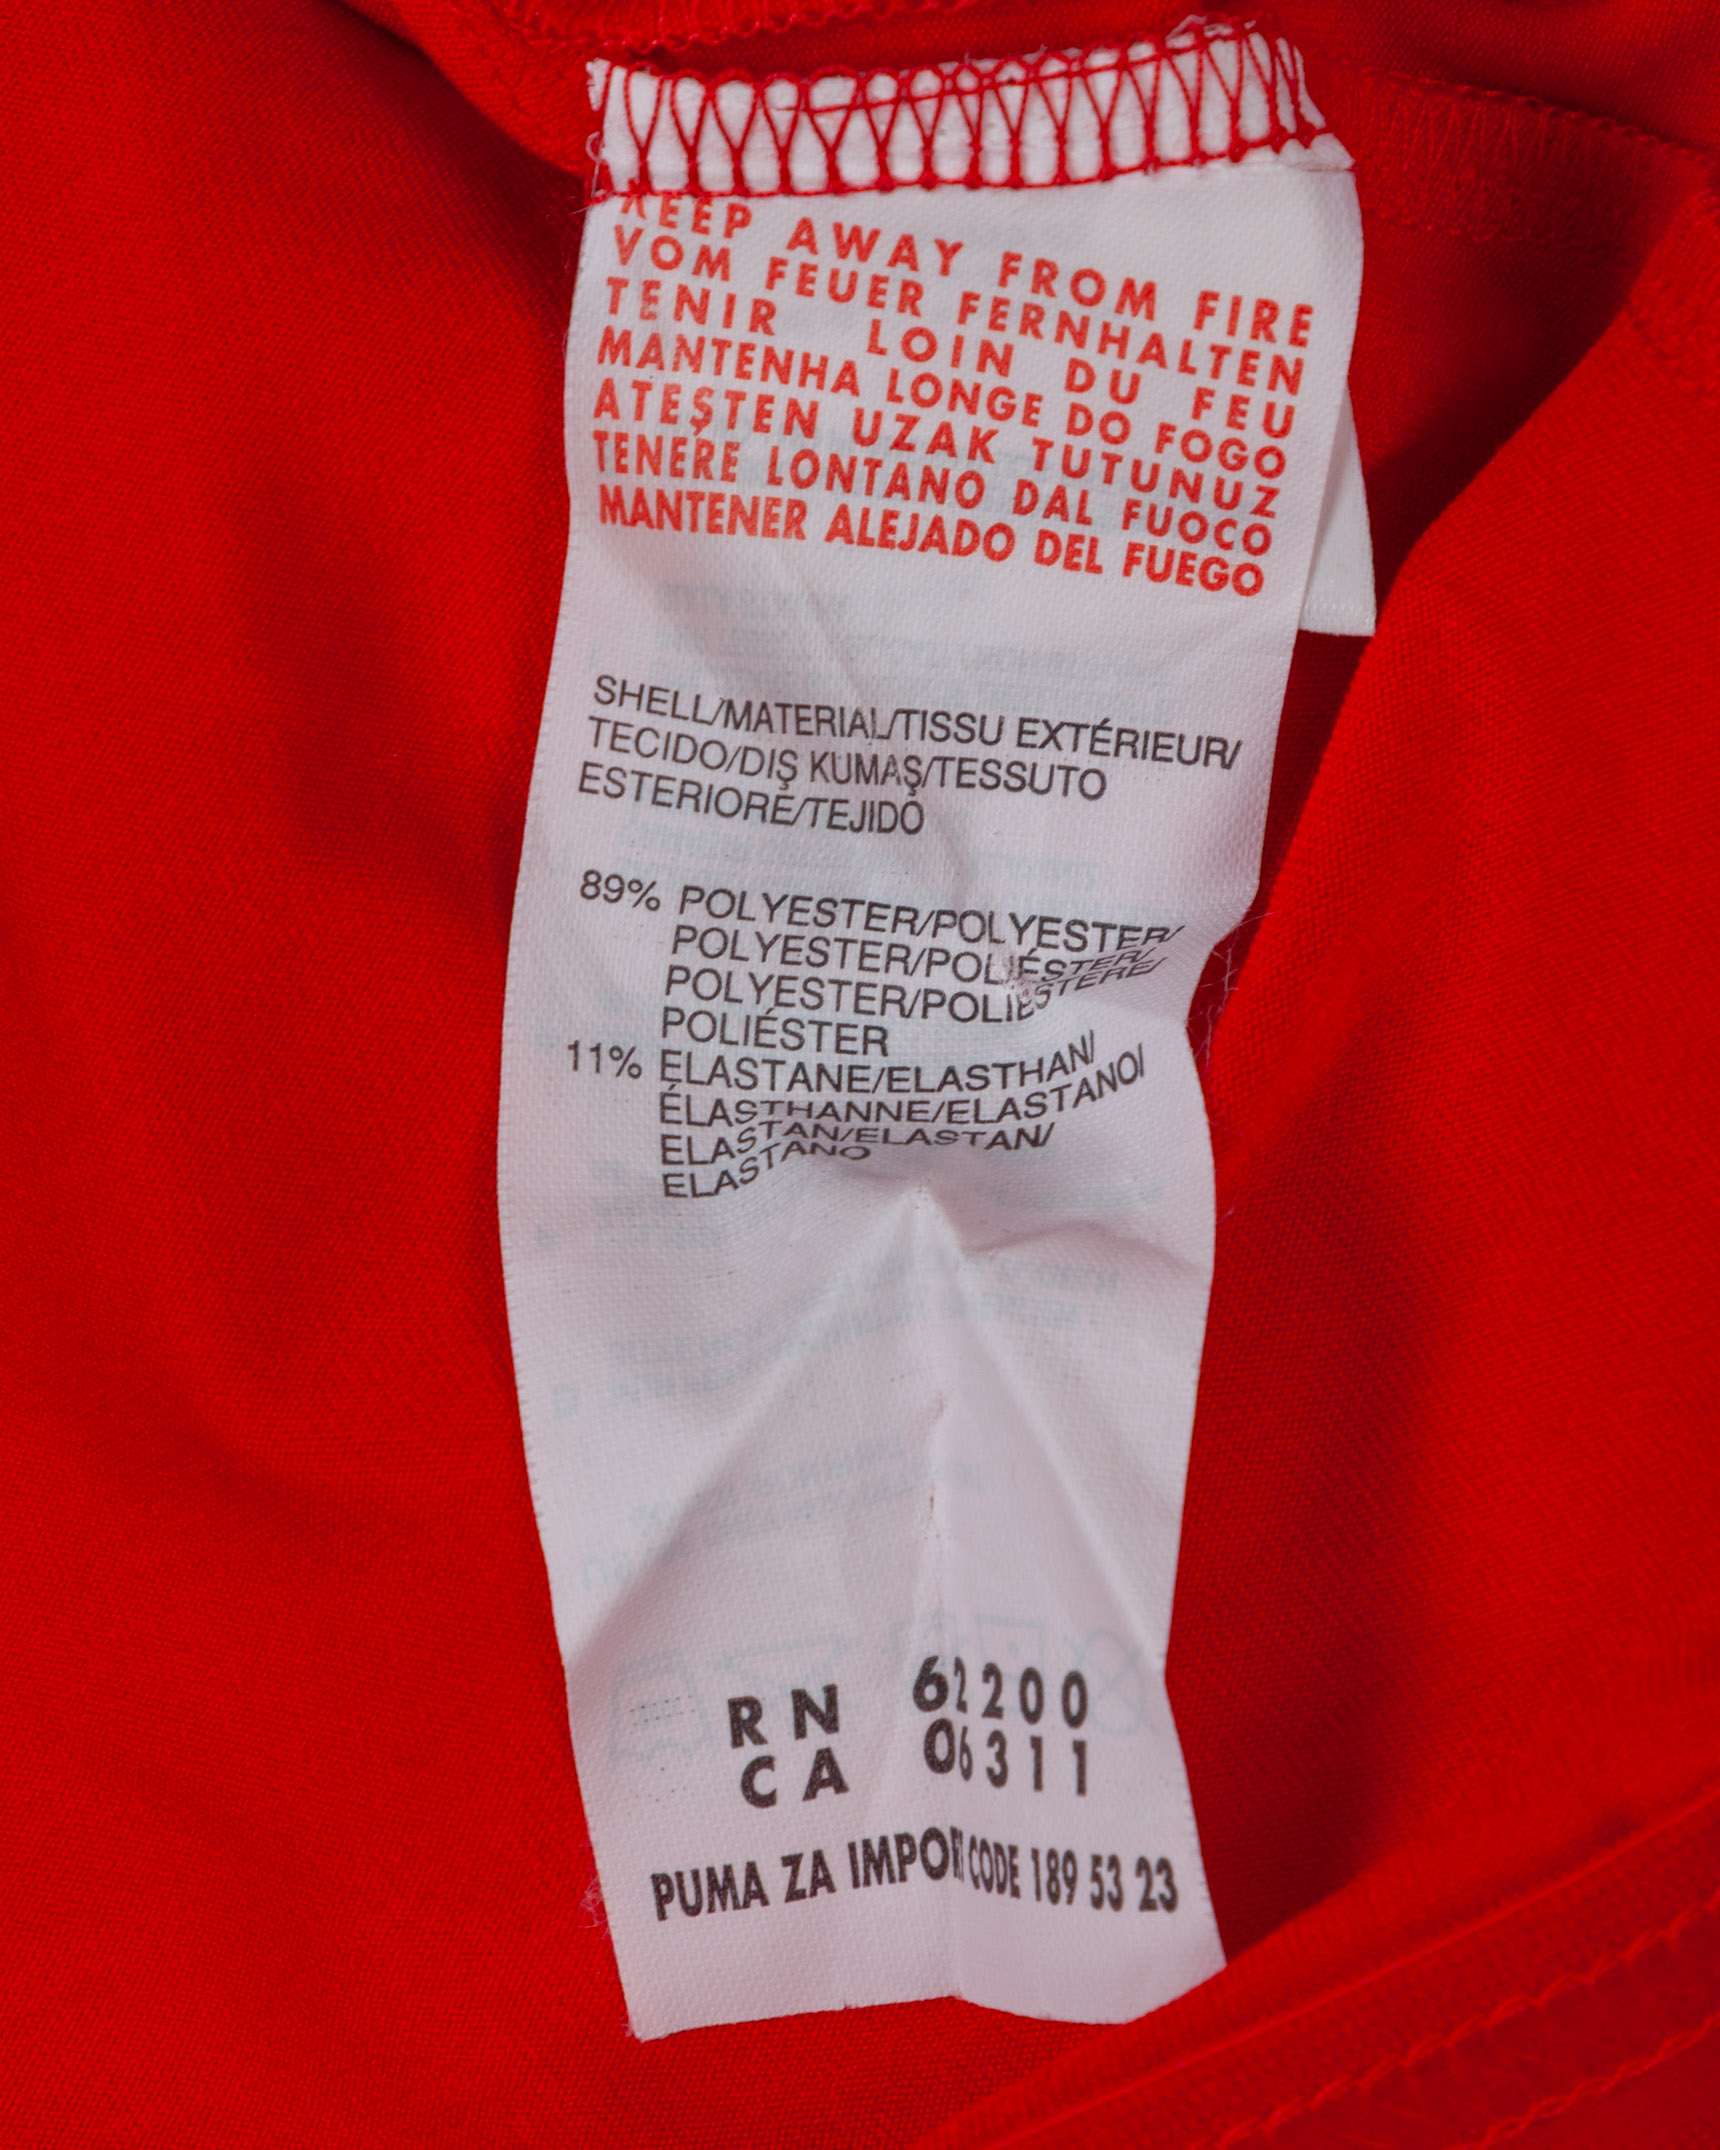 KEEP AWAY FROM FIRE
VOM FEUER FERNHALTEN
TENIR LOIN DU FEU
MANTENHA LONGE DO FOGO
ATEŞTEN UZAK TUTUNUZ
TENERE LONTANO DAL FUOCO
MANTENER ALEJADO DEL FUEGO
SHELL/MATERIAL/TISSU EXTÉRIEUR/
TECIDO/DIŞ KUMAŞ/TESSUTO
ESTERIORE/TEJIDO
89% POLYESTER/POLYESTER/
POLYESTER/POLIÉSTER/
POLYESTER/POLIESTERE/
POLIÉSTER
11% ELASTANE/ELASTHAN/
ÉLASTHANNE/ELASTANO/
ELASTAN/ELASTAN/
ELASTANO
RN 62200
CA 06311
PUMA ZA IMPORT CODE 189 53 23